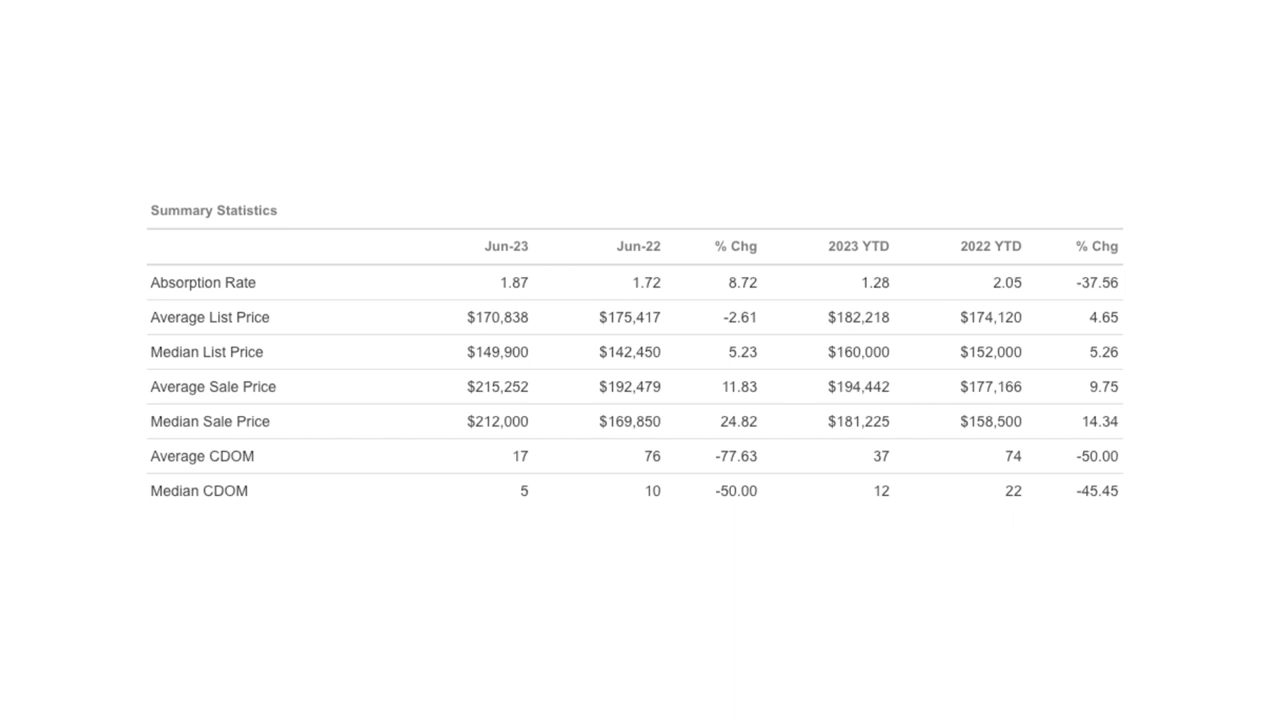 Summary Statistics
Jun-23 Jun-22 % Chg 2023 YTD 2022 YTD % Chg
Absorption Rate 1.87 1.72 8.72 1.28 2.05 -37.56
Average List Price $170,838 $175,417 -2.61 $182,218 $174,120 4.65
Median List Price $149,900 $142,450 5.23 $160,000 $152,000 5.26
Average Sale Price $215,252 $192,479 11.83 $194,442 $177,166 9.75
Median Sale Price $212,000 $169,850 24.82 $181,225 $158,500 14.34
Average CDOM 17 76 -77.63 37 74 -50.00
Median CDOM 5 10 -50.00 12 22 -45.45